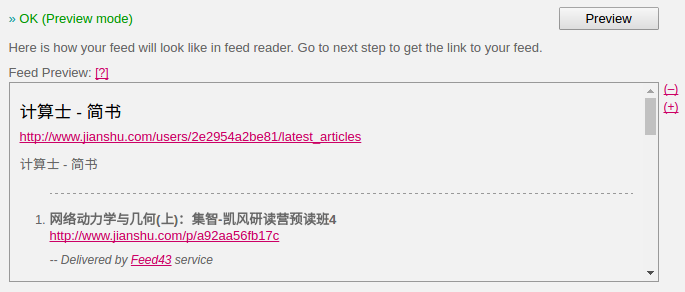 » OK (Preview mode)
Preview
Here is how your feed will look like in feed reader. Go to next step to get the link to your feed.
Feed Preview: [?]
(–)
(+)
计算士 - 简书
http://www.jianshu.com/users/2e2954a2be81/latest_articles
计算士 - 简书
1. 网络动力学与几何(上)：集智-凯风研读营预读班4
http://www.jianshu.com/p/a92aa56fb17c
-- Delivered by Feed43 service